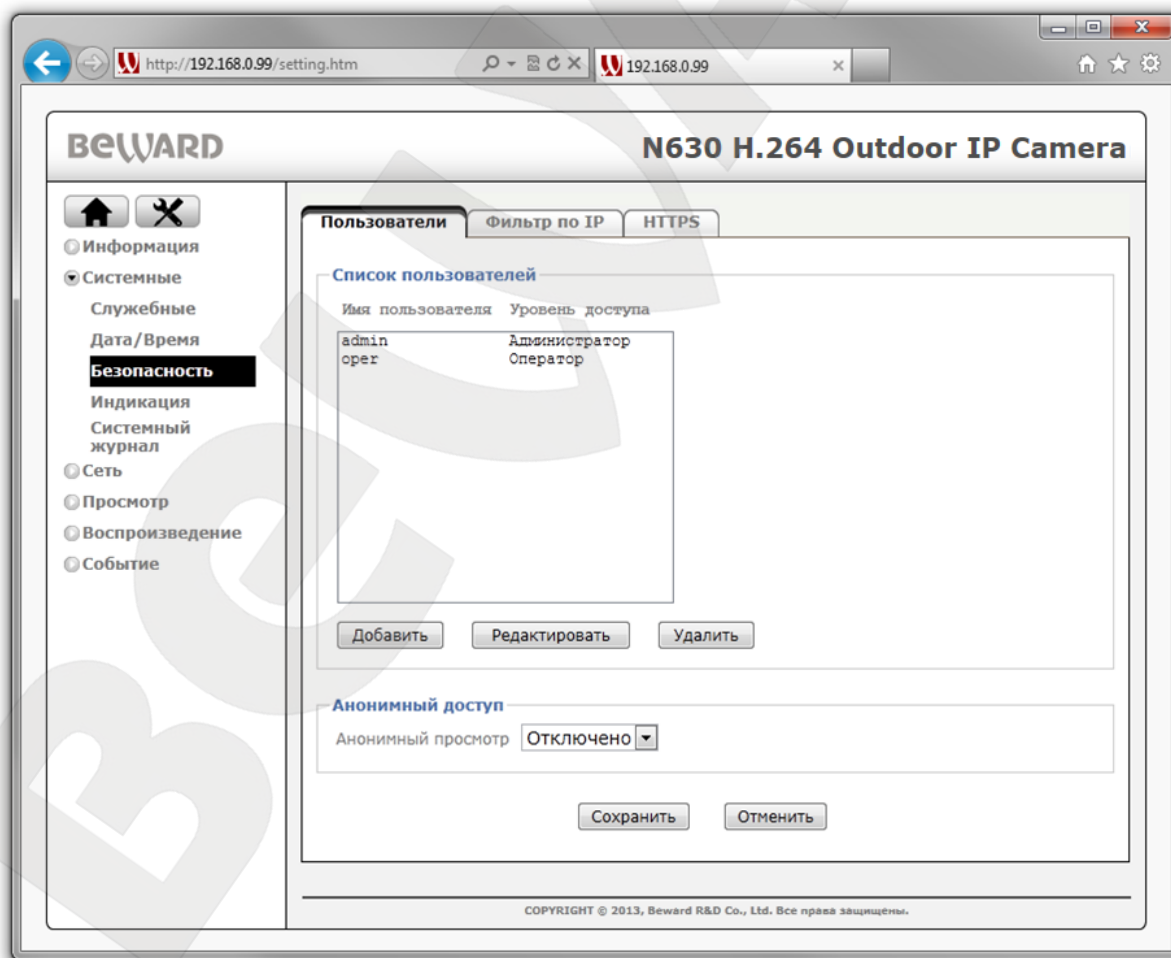 http://192.168.0.99/setting.htm
192.168.0.99
BEWARD
N630 H.264 Outdoor IP Camera
Информация
Системные
Служебные
Дата/Время
Безопасность
Индикация
Системный
журнал
Сеть
Просмотр
Воспроизведение
Событие
Пользователи Фильтр по IP HTTPS
Список пользователей
Имя пользователя Уровень доступа
admin Администратор
oper Оператор
Добавить Редактировать Удалить
Анонимный доступ
Анонимный просмотр Отключено
Сохранить Отменить
COPYRIGHT © 2013, Beward R&D Co., Ltd. Все права защищены.